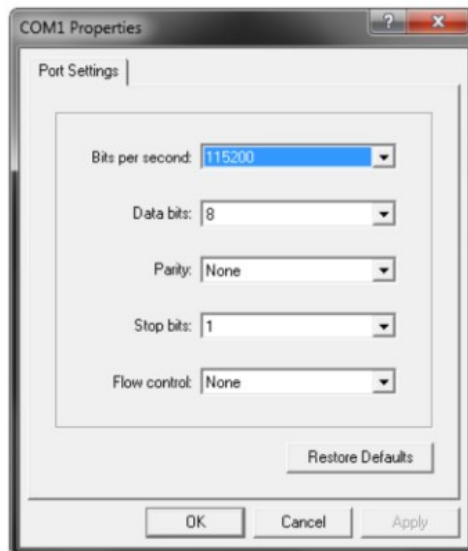 COM1 Properties
Port Settings
Bits per second: 115200
Data bits: 8
Parity: None
Stop bits: 1
Flow control: None
Restore Defaults
OK Cancel Apply